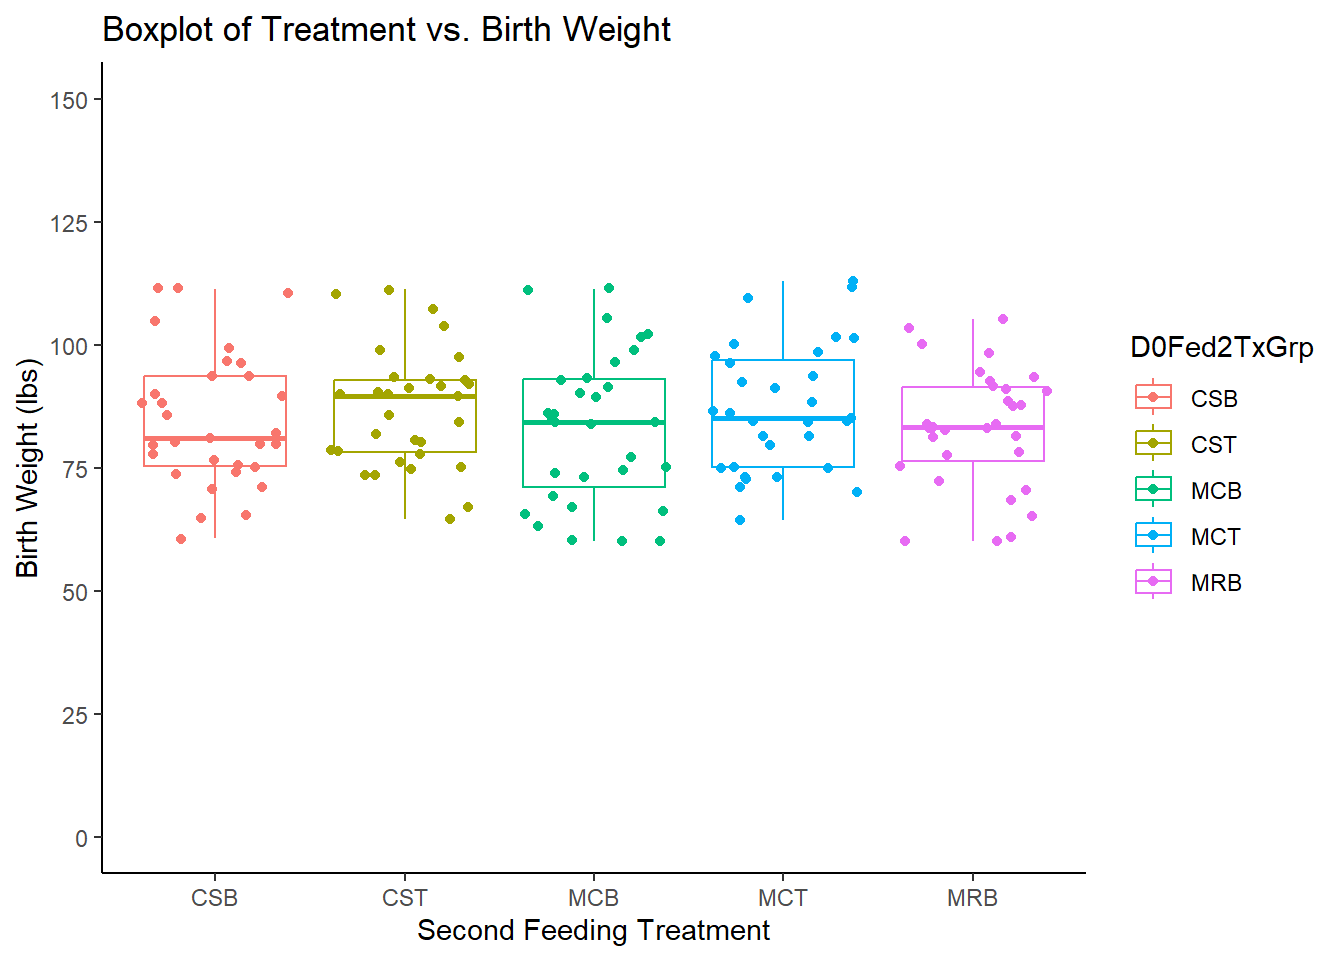 Boxplot of Treatment vs. Birth Weight
150
125
100
75
50
25
0
Birth Weight (lbs)
CSB CST MCB MCT MRB
Second Feeding Treatment
D0Fed2TxGrp
CSB
CST
MCB
MCT
MRB